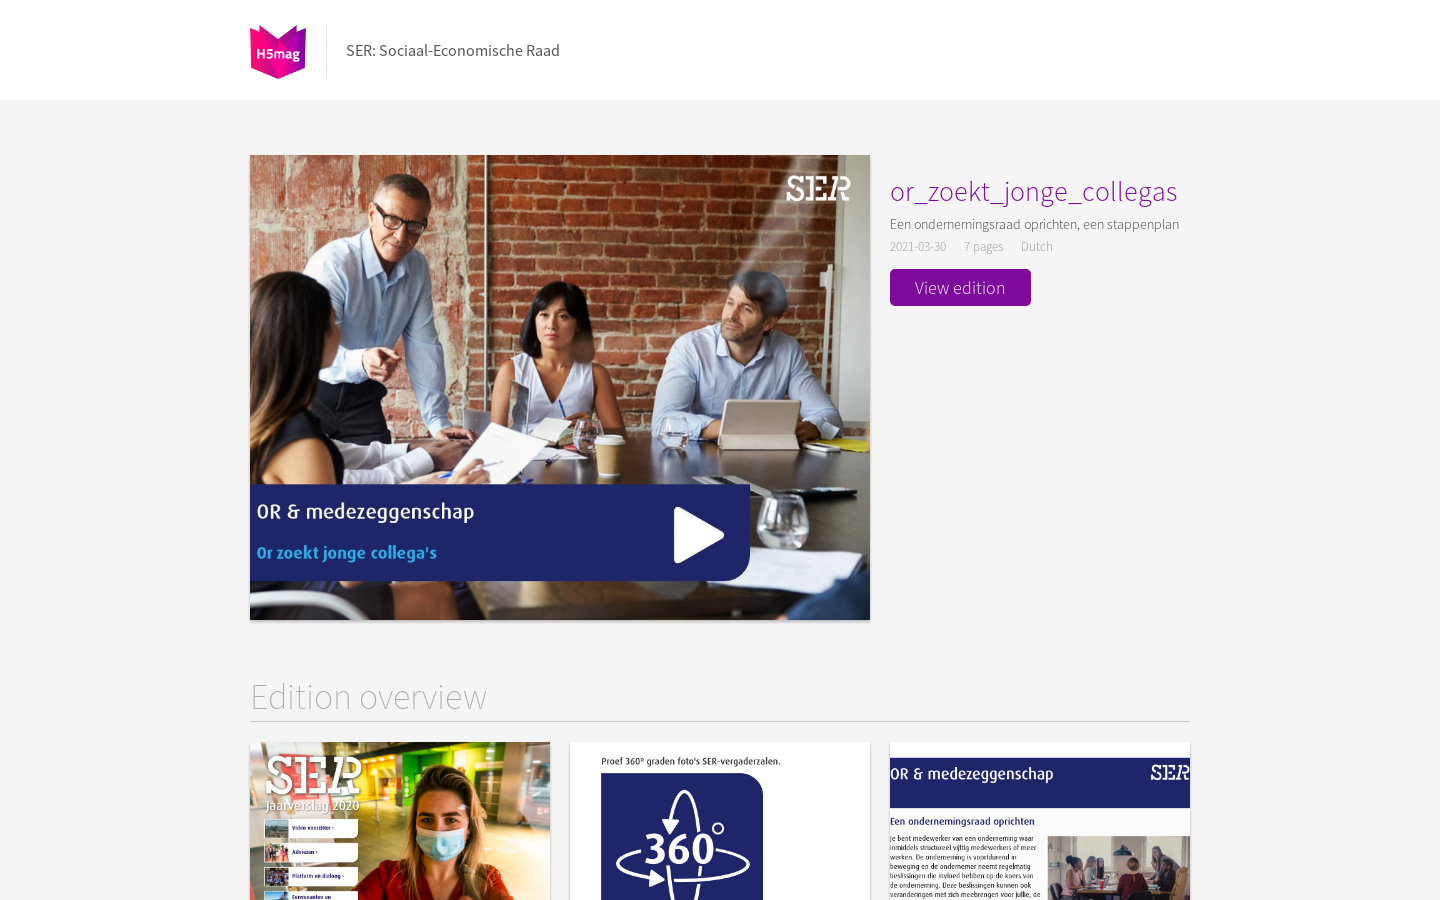 H5mag
SER: Sociaal-Economische Raad
SER
OR & medezeggenschap
Or zoekt jonge collega's
or_zoekt_jonge_collegas
Een ondernemingsraad oprichten, een stappenplan
2021-03-30 7 pages Dutch
View edition
Edition overview
SER
Jaarverslag 2020
Video voorzitter ›
Adviezen ›
Platform en dialoog ›
Convenanten en
Proef 360º graden foto's SER-vergaderzalen.
360°
OR & medezeggenschap
SER
Een ondernemingsraad oprichten
Je bent medewerker van een onderneming waar
inmiddels structureel vijftig medewerkers of meer
werken. De onderneming is voortdurend in
beweging en de ondernemer neemt regelmatig
beslissingen die invloed hebben op de koers van
de onderneming. Deze beslissingen kunnen ook
veranderingen met zich meebrengen voor jullie, de